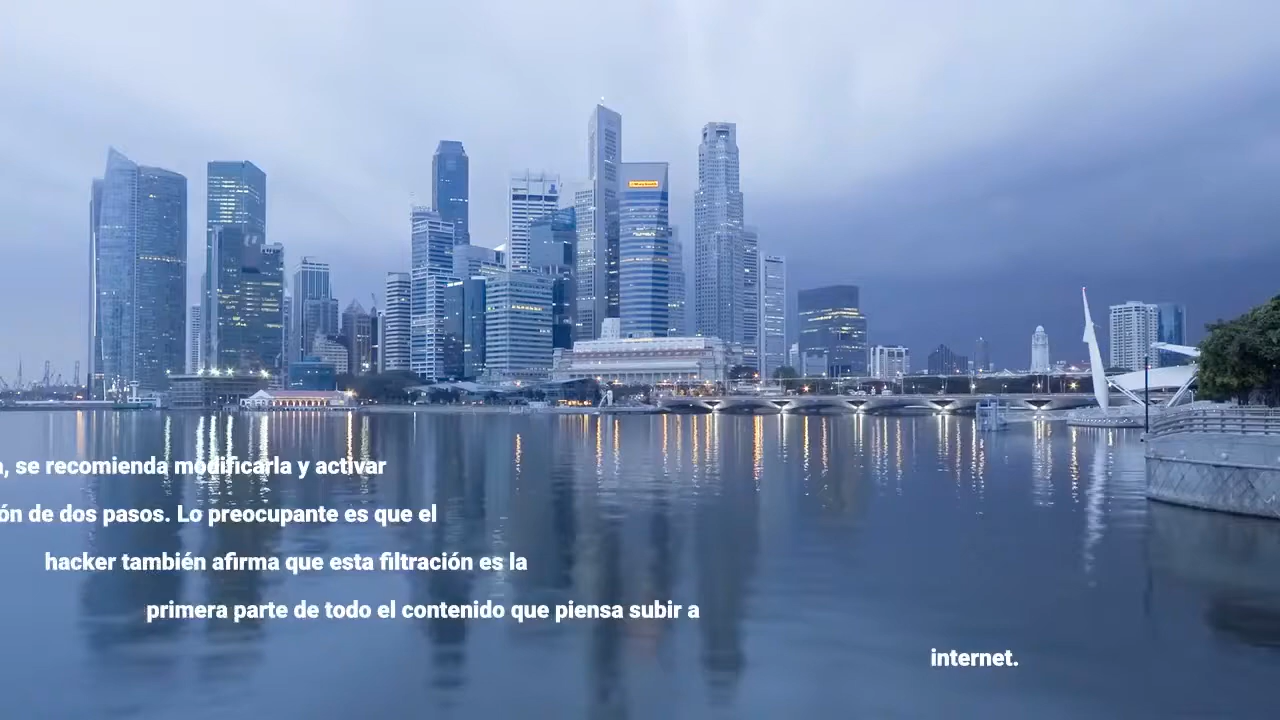 se recomienda modificarla y activar
de dos pasos. Lo preocupante es que el
hacker también afirma que esta filtración es la
primera parte de todo el contenido que piensa subir a
internet.